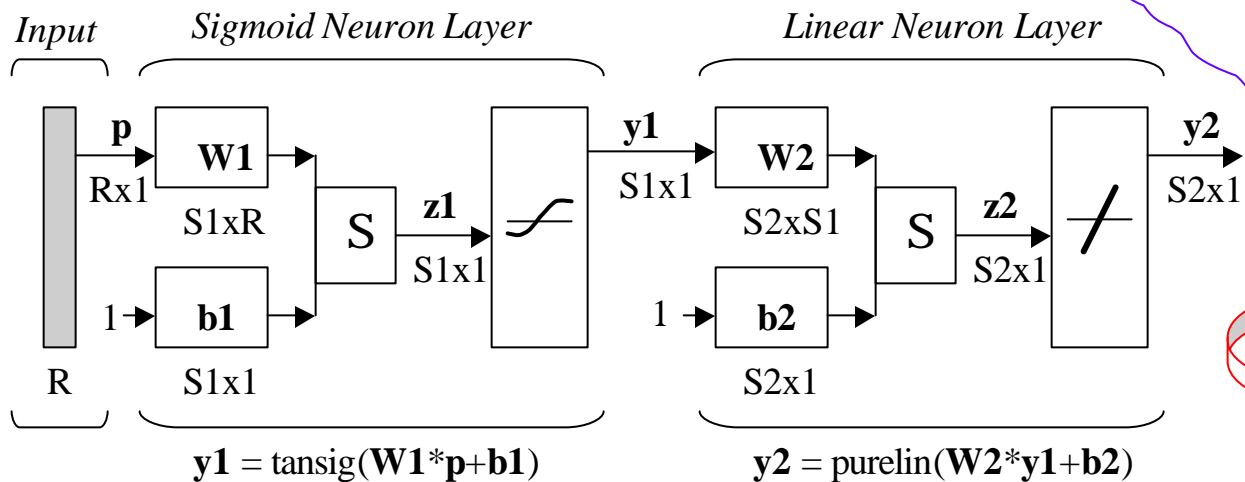 Input Sigmoid Neuron Layer Linear Neuron Layer
p W1 y1 W2 y2
Rx1 S1x1 S2x1
S1xR S z1 S2xS1 S z2
S1x1 S2x1
1 b1 1 b2
R S1x1 S2x1
y1 = tansig(W1*p+b1) y2 = purelin(W2*y1+b2)